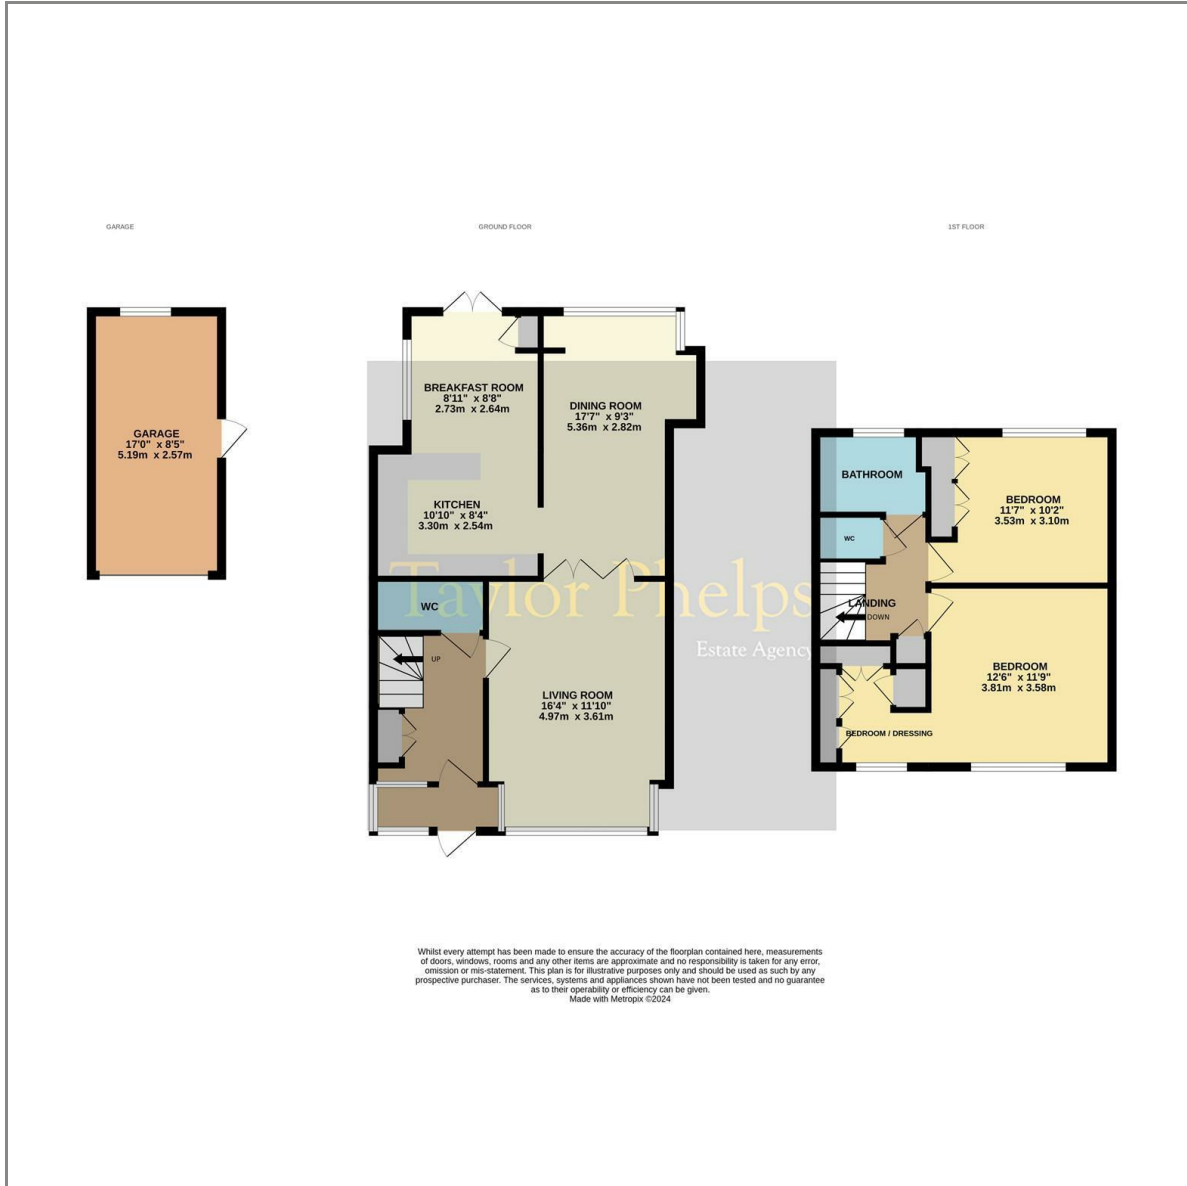 GARAGE
GROUND FLOOR
1ST FLOOR
GARAGE
17'0" x 8'5"
5.19m x 2.57m
BREAKFAST ROOM
8'11" x 8'8"
2.73m x 2.64m
DINING ROOM
17'7" x 9'3"
5.36m x 2.82m
KITCHEN
10'10" x 8'4"
3.30m x 2.54m
WC
UP
LIVING ROOM
16'4" x 11'10"
4.97m x 3.61m
Taylor Phelps
Estate Agency
BATHROOM
BEDROOM
11'7" x 10'2"
3.53m x 3.10m
WC
LANDING
DOWN
BEDROOM
12'6" x 11'9"
3.81m x 3.58m
BEDROOM / DRESSING
Whilst every attempt has been made to ensure the accuracy of the floorplan contained here, measurements
of doors, windows, rooms and any other items are approximate and no responsibility is taken for any error,
omission or mis-statement. This plan is for illustrative purposes only and should be used as such by any
prospective purchaser. The services, systems and appliances shown have not been tested and no guarantee
as to their operability or efficiency can be given.
Made with Metropix ©2024